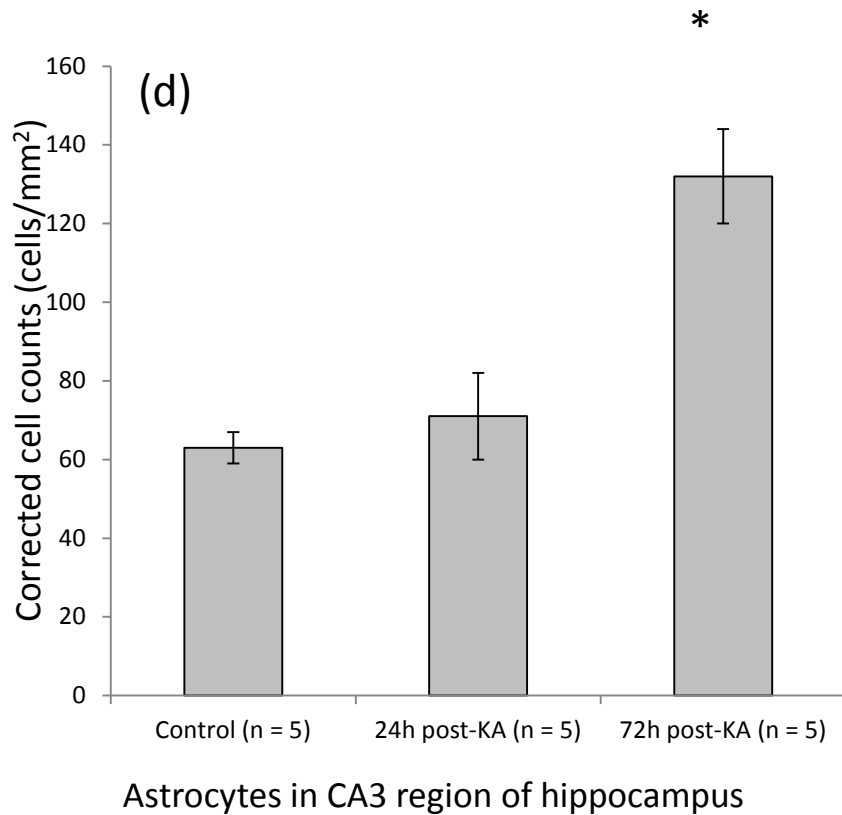 *
(d)
Corrected cell counts (cells/mm²)
160
140
120
100
80
60
40
20
0
Control (n = 5) 24h post-KA (n = 5) 72h post-KA (n = 5)
Astrocytes in CA3 region of hippocampus